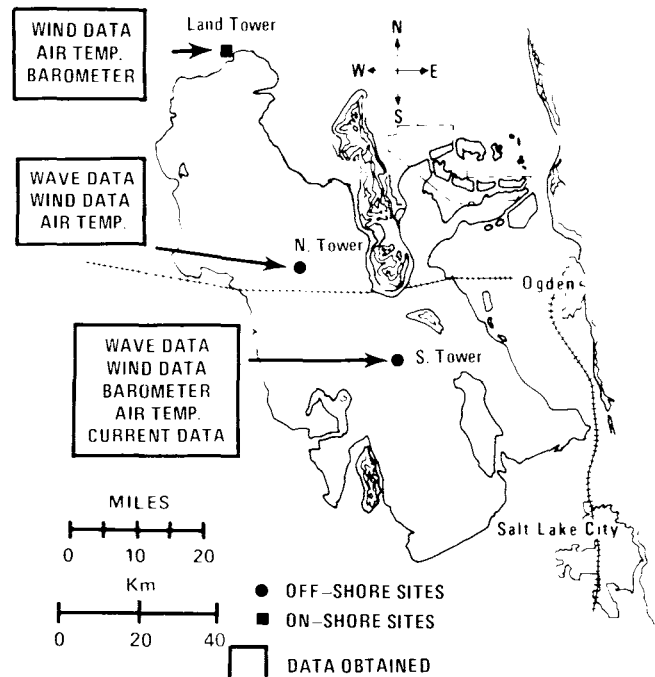 WIND DATA
AIR TEMP.
BAROMETER
Land Tower
N
W
E
S
WAVE DATA
WIND DATA
AIR TEMP.
N. Tower
Ogden
WAVE DATA
WIND DATA
BAROMETER
AIR TEMP.
CURRENT DATA
S. Tower
MILES
0 10 20
Salt Lake City
Km
0 20 40
OFF-SHORE SITES
ON-SHORE SITES
DATA OBTAINED